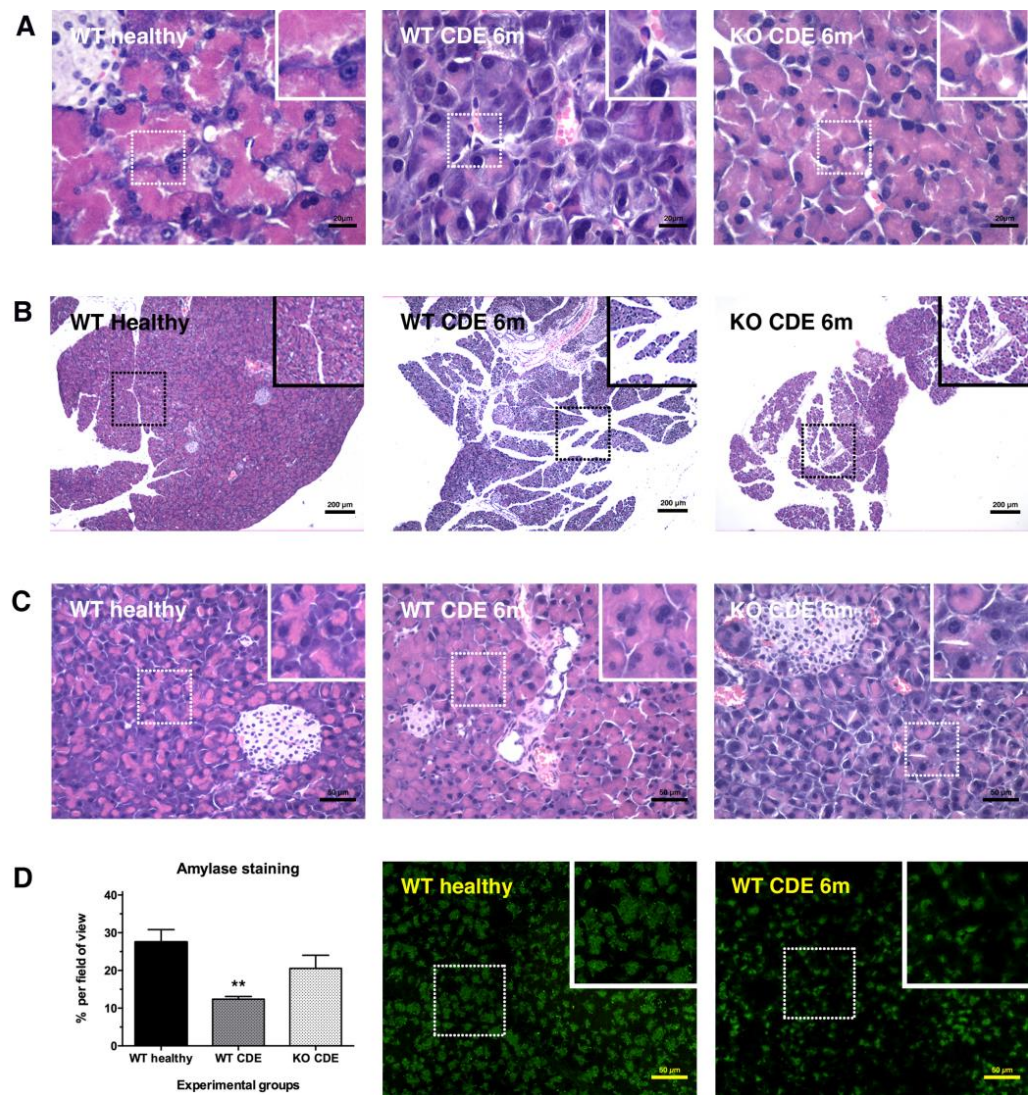 A
WT healthy
20µm
WT CDE 6m
20µm
KO CDE 6m
20µm
B
WT Healthy
200 µm
WT CDE 6m
200 µm
KO CDE 6m
200 µm
C
WT healthy
50 µm
WT CDE 6m
50 µm
KO CDE 6m
50 µm
D
Amylase staining
% per field of view
40
30
20
10
0
**
WT healthy
WT CDE
KO CDE
Experimental groups
WT healthy
50 µm
WT CDE 6m
50 µm